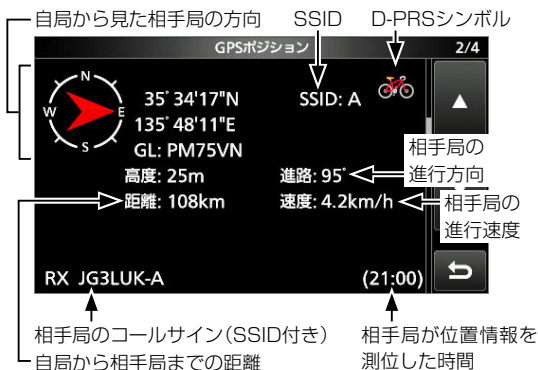 自局から見た相手局の方向
SSID
D-PRSシンボル
GPSポジション
2/4
N
W
E
S
35°34'17"N
SSID: A
135°48'11"E
GL: PM75VN
高度: 25m
進路: 95°
相手局の
進行方向
距離: 108km
速度: 4.2km/h
相手局の
進行速度
RX JG3LUK-A
(21:00)
相手局のコールサイン(SSID付き)
相手局が位置情報を
測位した時間
自局から相手局までの距離